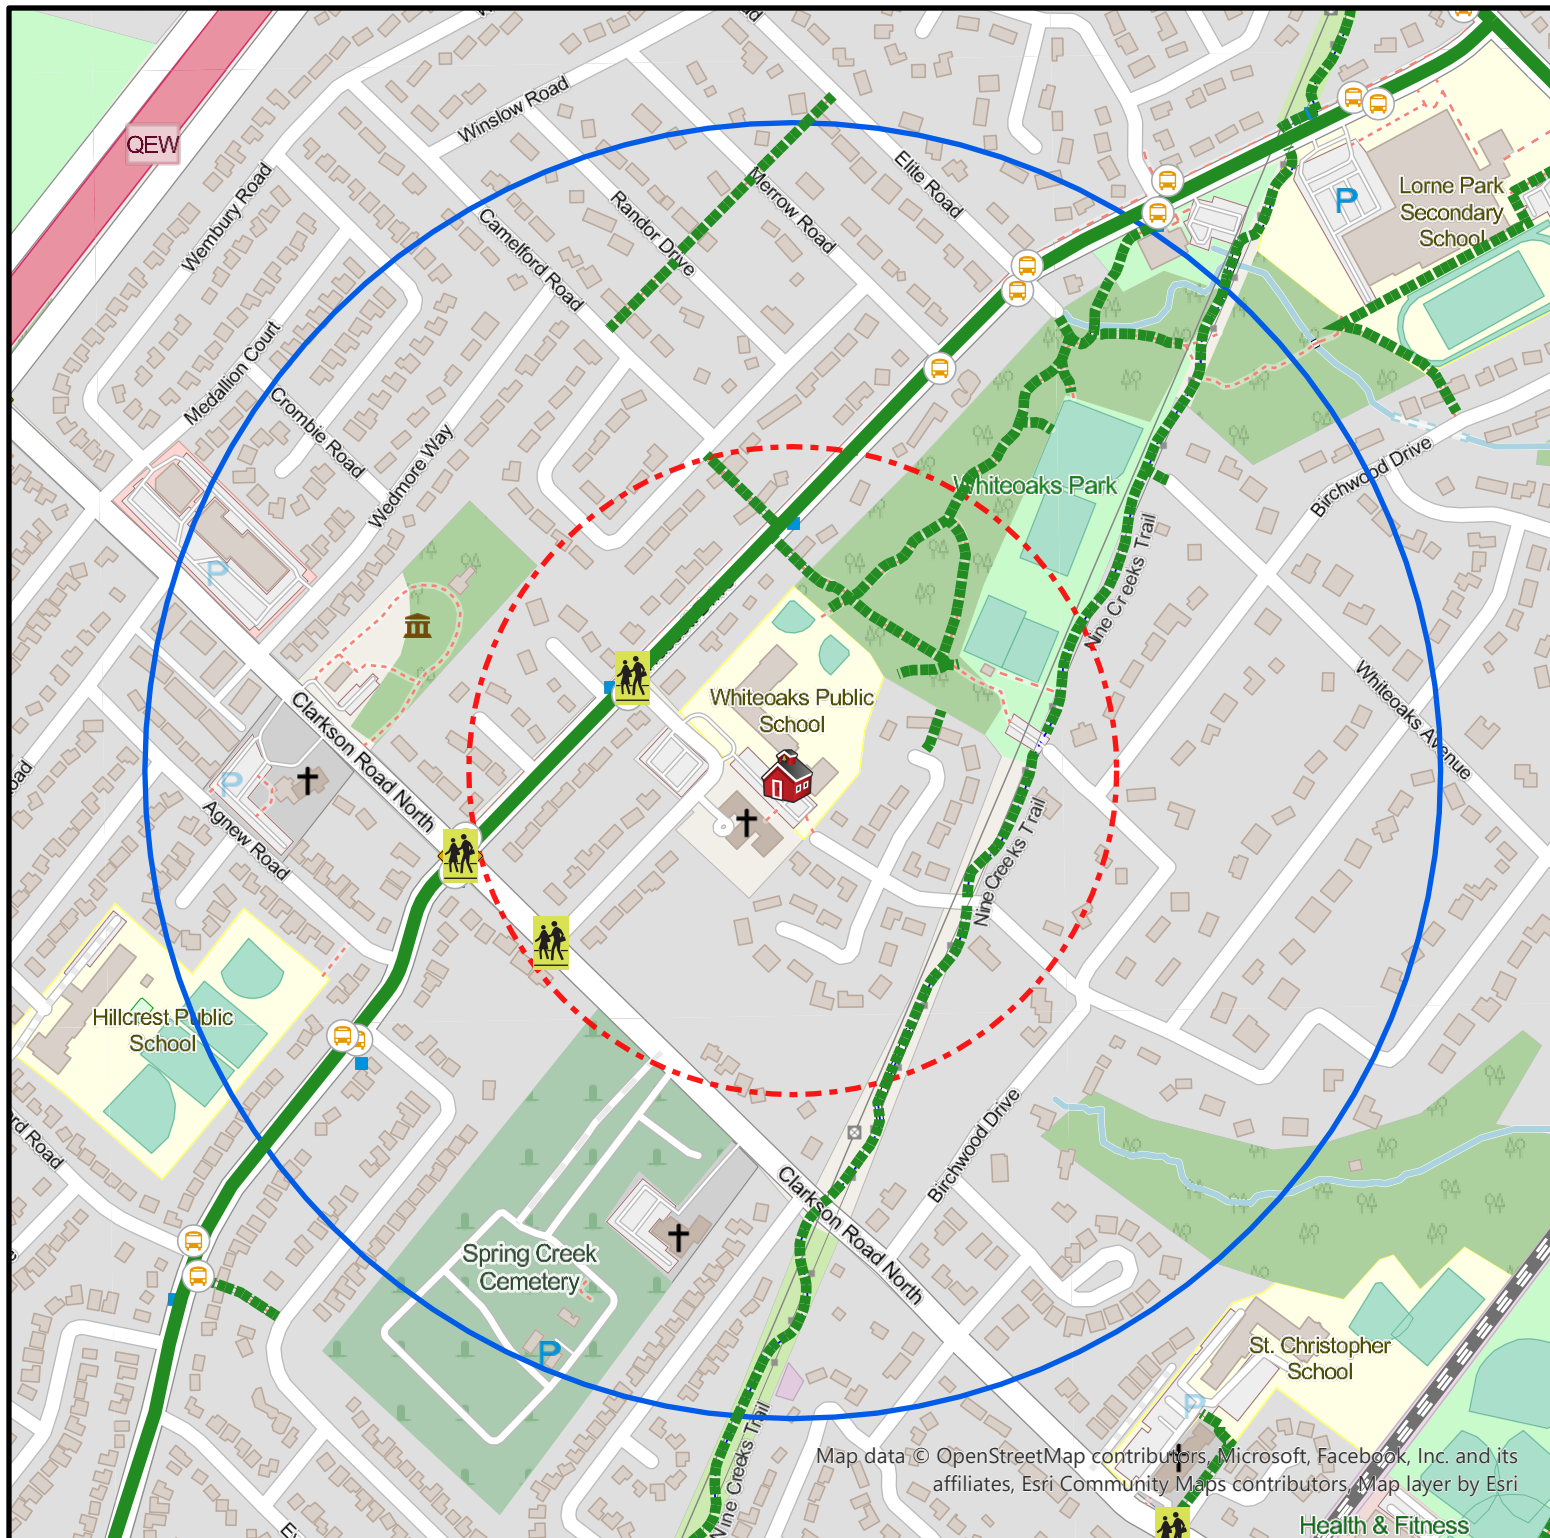 QEW
Winslow Road
Wembury Road
Elite Road
Merrow Road
Randor Drive
Camelford Road
Lorne Park
Secondary
School
P
Medallion Court
Crombie Road
Wedmore Way
Birchwood Drive
Whiteoaks Park
Nine Creeks Trail
P
Whiteoaks Public
School
Whiteoaks Avenue
Clarkson Road North
P
Agnew Road
Nine Creeks Trail
Hillcrest Public
School
Birchwood Drive
Clarkson Road North
Spring Creek
Cemetery
P
St. Christopher
School
P
Nine Creeks Trail
Map data © OpenStreetMap contributors, Microsoft, Facebook, Inc. and its
affiliates, Esri Community Maps contributors, Map layer by Esri
Health & Fitness